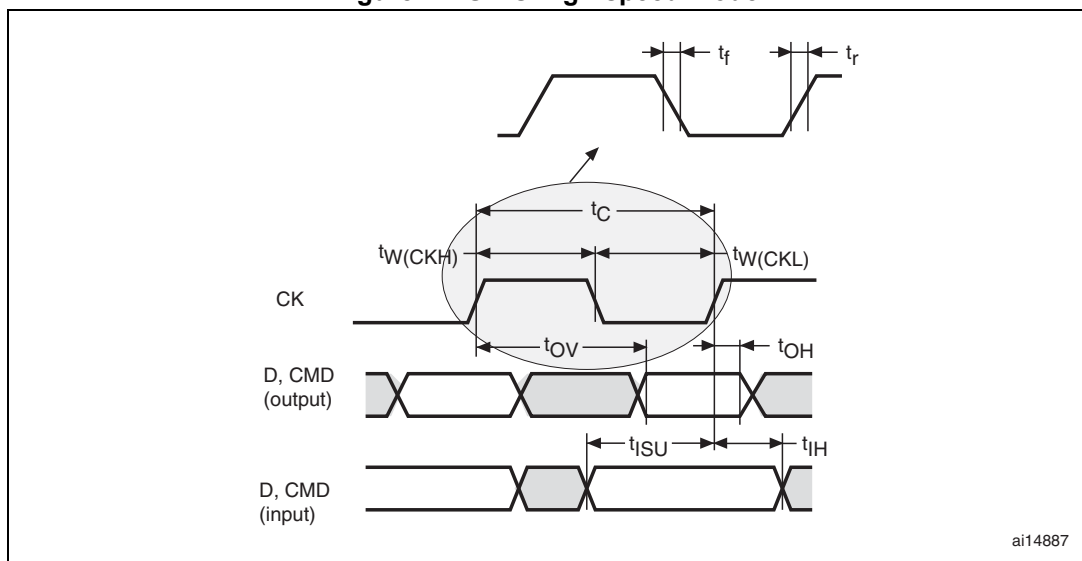 tf
tr
tC
tW(CKH)
tW(CKL)
CK
tOV
tOH
D, CMD
(output)
tISU
tIH
D, CMD
(input)
ai14887